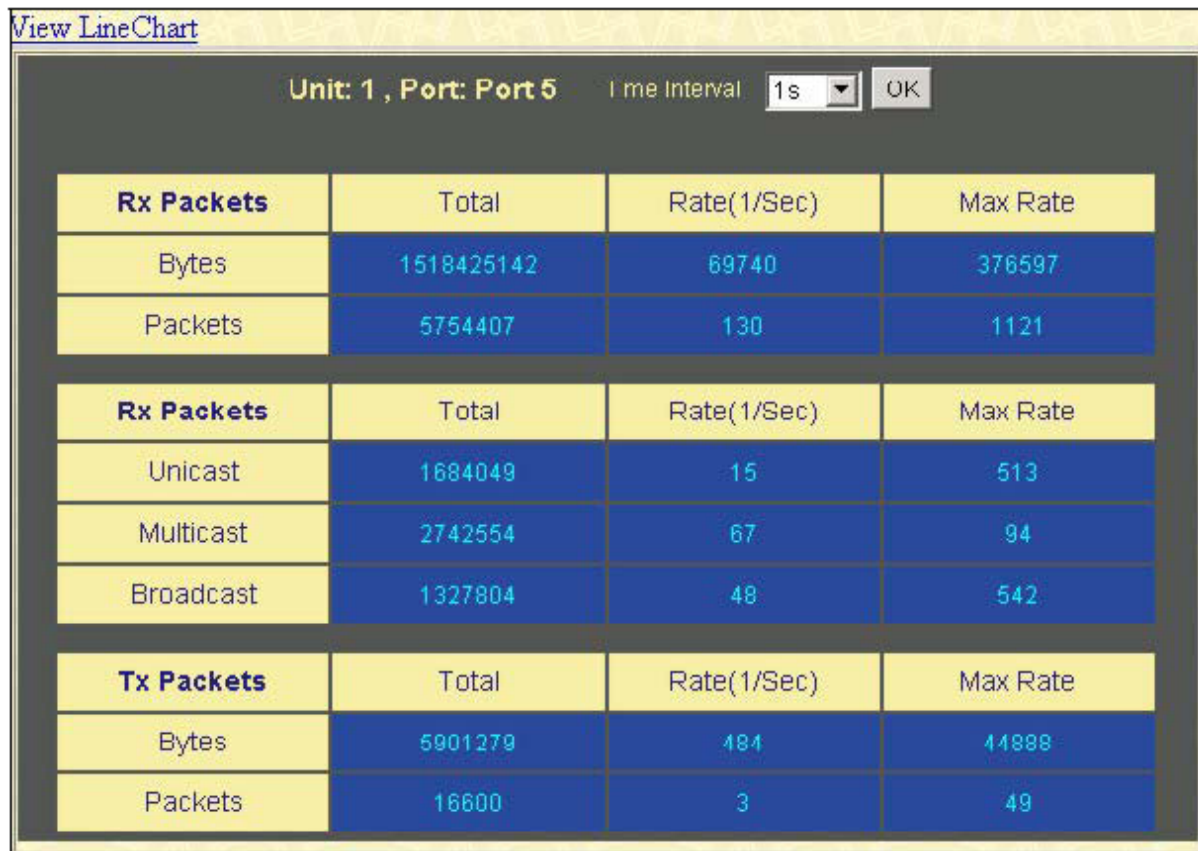 View LineChart
Unit: 1 , Port: Port 5 Time Interval 1s OK
Rx Packets Total Rate(1/Sec) Max Rate
Bytes 1518425142 69740 376597
Packets 5754407 130 1121
Rx Packets Total Rate(1/Sec) Max Rate
Unicast 1684049 15 513
Multicast 2742554 67 94
Broadcast 1327804 48 542
Tx Packets Total Rate(1/Sec) Max Rate
Bytes 5901279 484 44888
Packets 16600 3 49